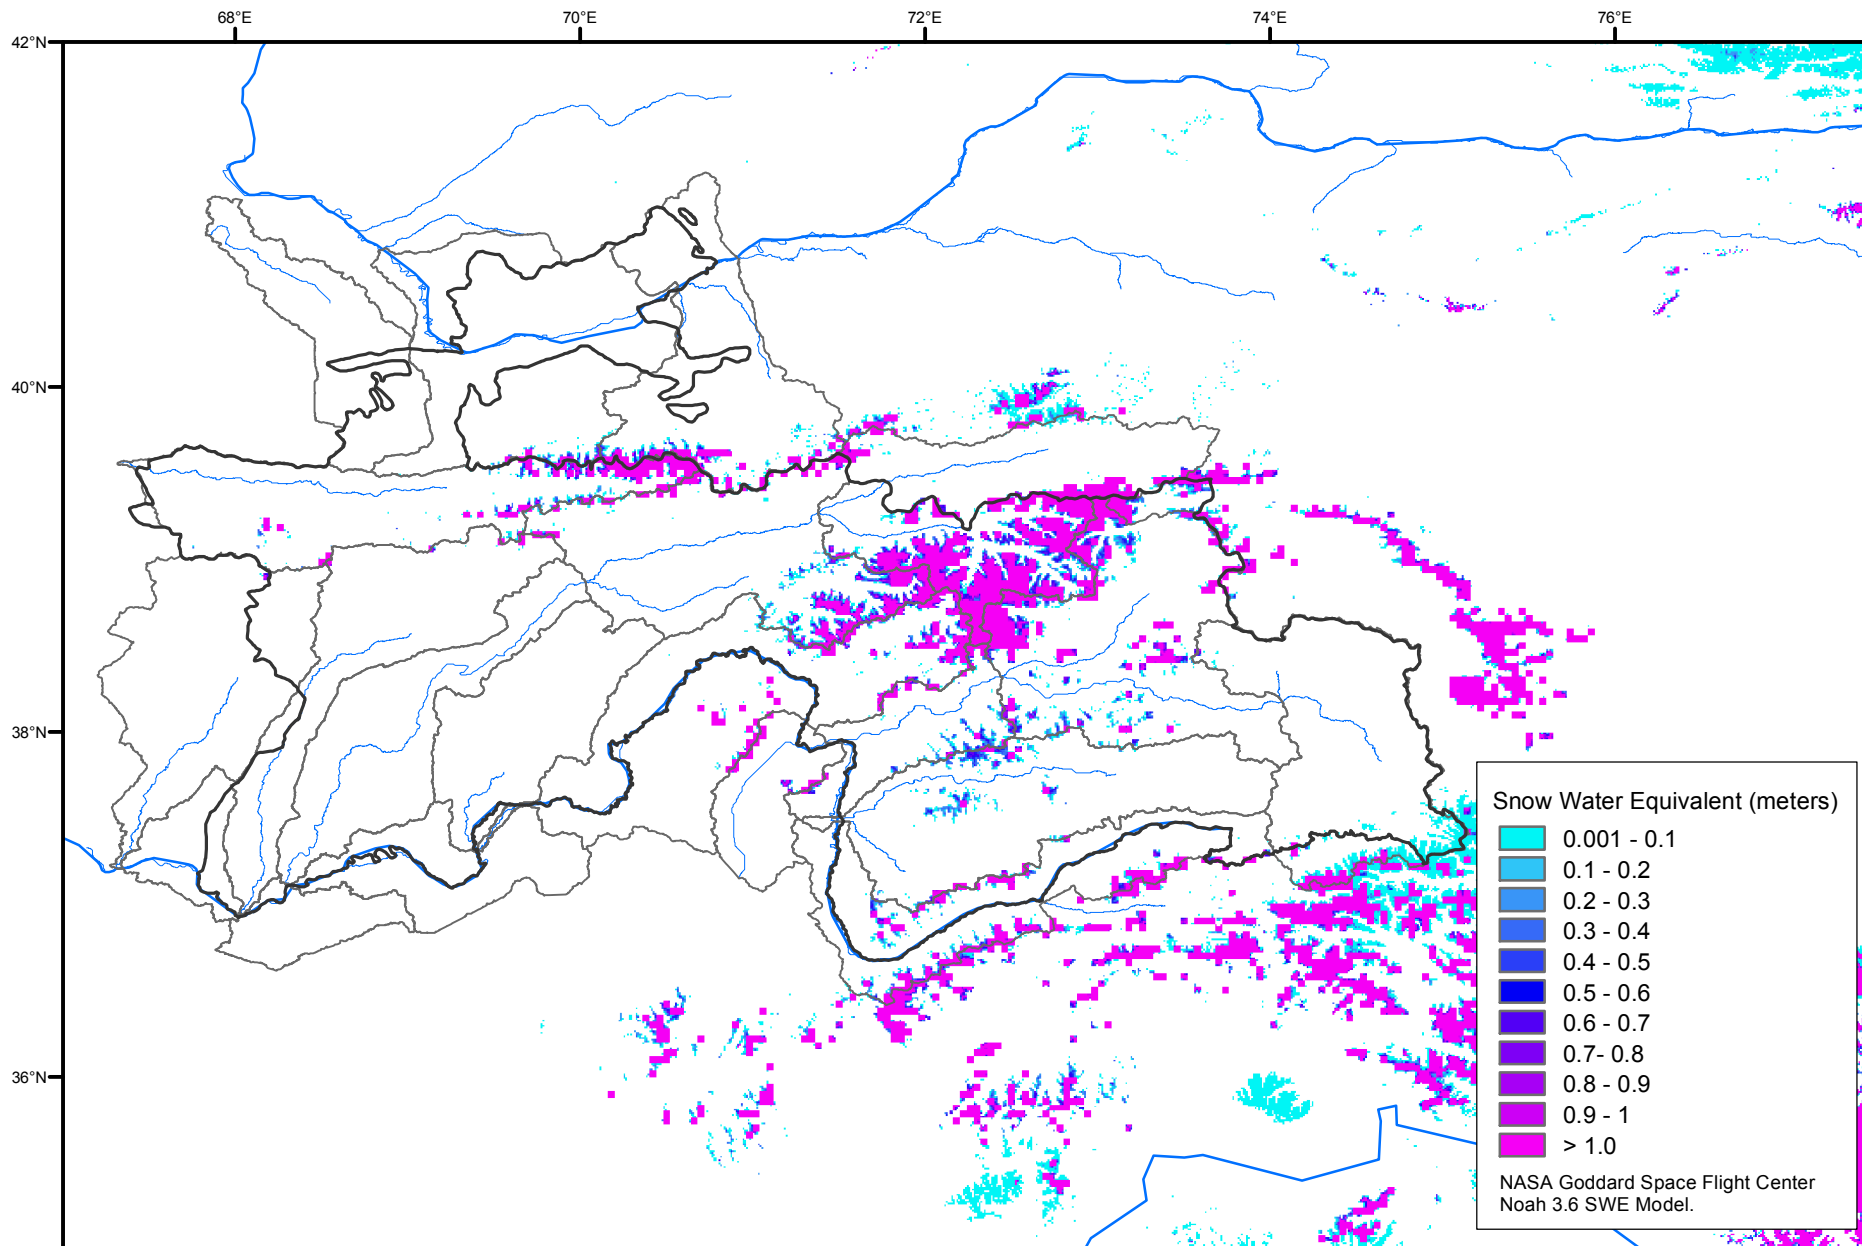 68°E 70°E 72°E 74°E 76°E
42°N
40°N
38°N
36°N
Snow Water Equivalent (meters)
0.001 - 0.1
0.1 - 0.2
0.2 - 0.3
0.3 - 0.4
0.4 - 0.5
0.5 - 0.6
0.6 - 0.7
0.7- 0.8
0.8 - 0.9
0.9 - 1
> 1.0
NASA Goddard Space Flight Center
Noah 3.6 SWE Model.